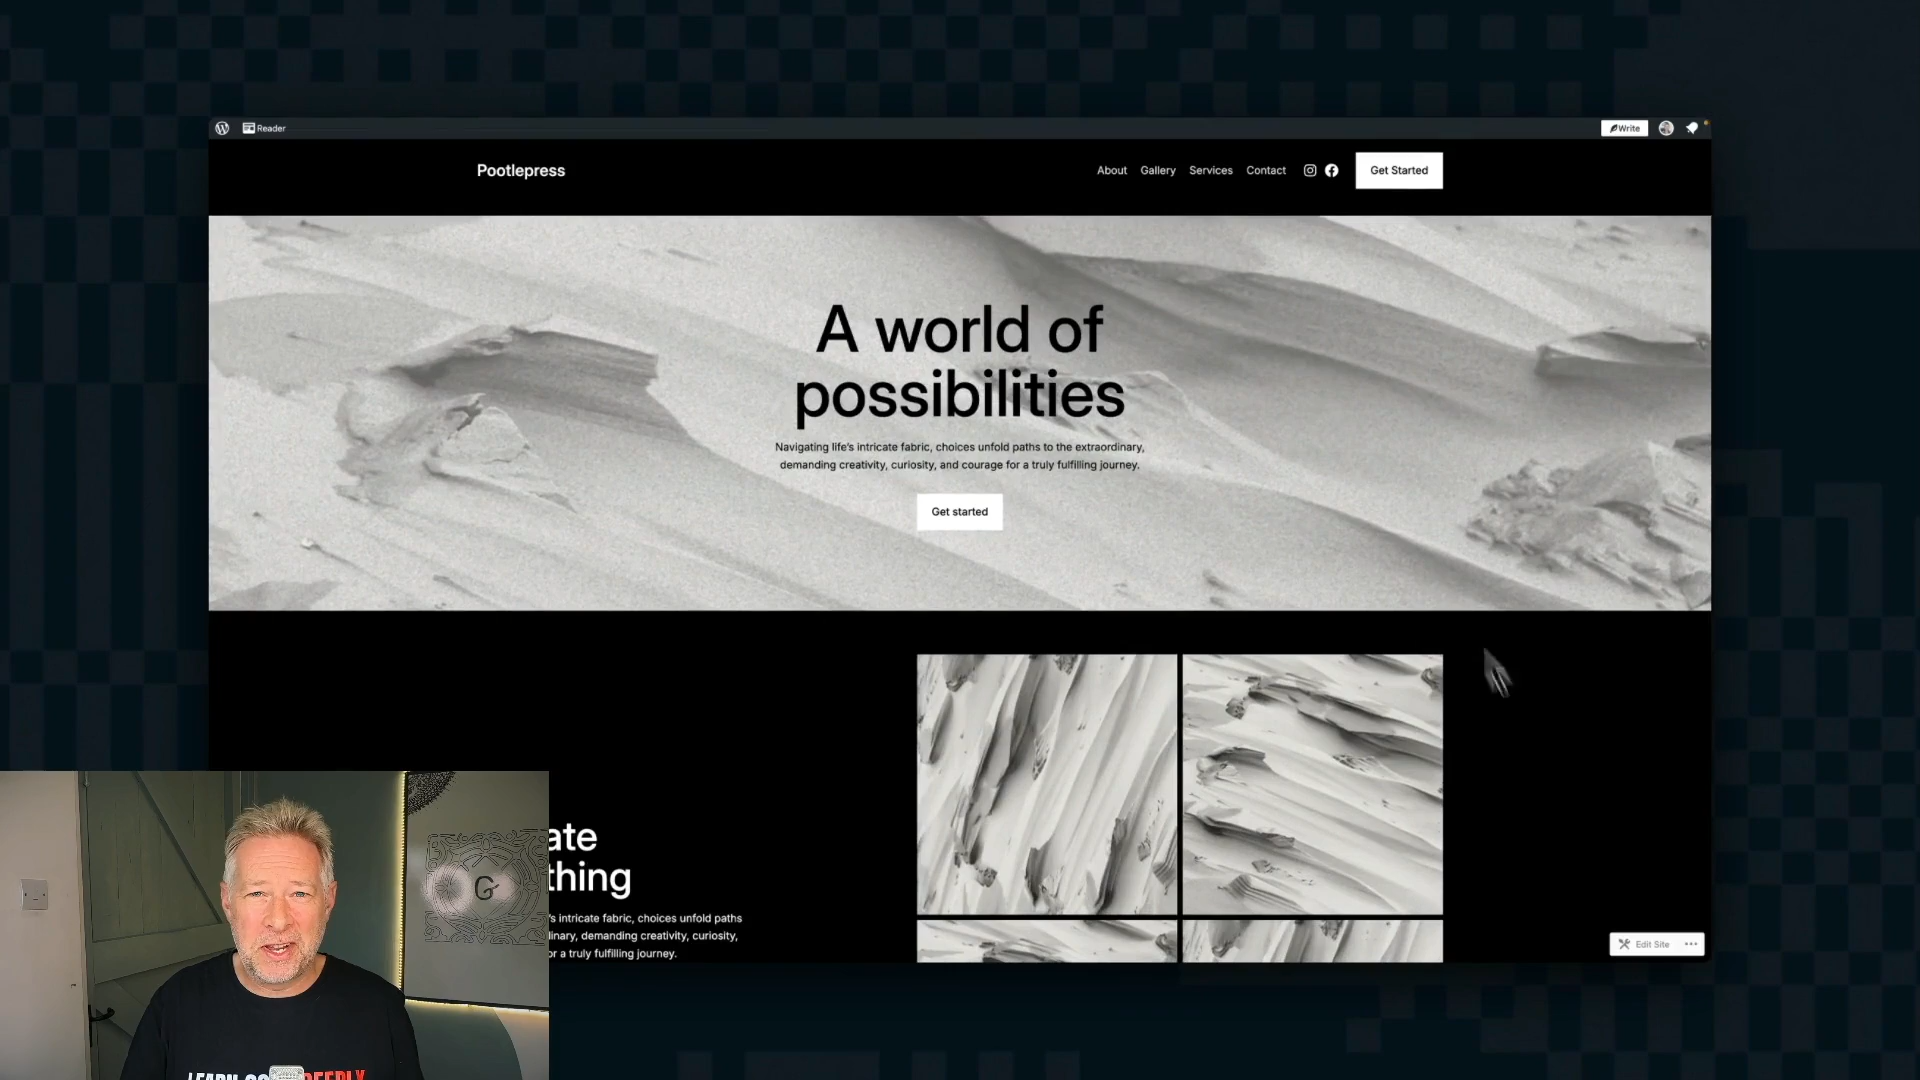 Reader
Write
Pootlepress
About Gallery Services Contact
Get Started
A world of
possibilities
Navigating life's intricate fabric, choices unfold paths to the extraordinary,
demanding creativity, curiosity, and courage for a truly fulfilling journey.
Get started
ate
thing
's intricate fabric, choices unfold paths
linary, demanding creativity, curiosity,
or a truly fulfilling journey.
Edit Site
G